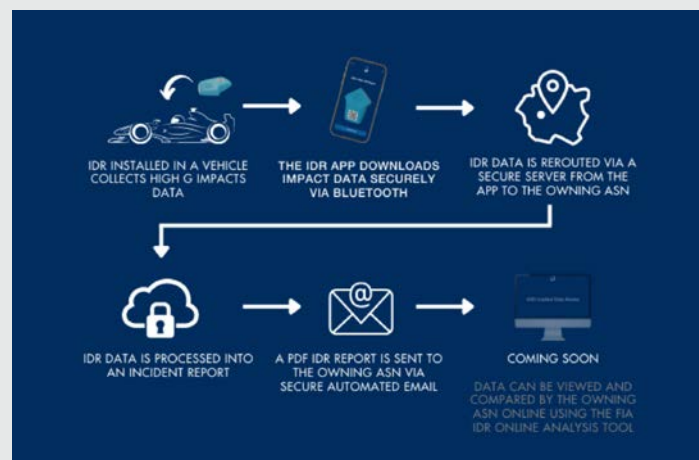 IDR INSTALLED IN A VEHICLE
COLLECTS HIGH G IMPACTS
DATA
THE IDR APP DOWNLOADS
IMPACT DATA SECURELY
VIA BLUETOOTH
IDR DATA IS REROUTED VIA A
SECURE SERVER FROM THE
APP TO THE OWNING ASN
IDR DATA IS PROCESSED INTO
AN INCIDENT REPORT
@
A PDF IDR REPORT IS SENT TO
THE OWNING ASN VIA
SECURE AUTOMATED EMAIL
COMING SOON
DATA CAN BE VIEWED AND
COMPARED BY THE OWNING
ASN ONLINE USING THE FIA
IDR ONLINE ANALYSIS TOOL